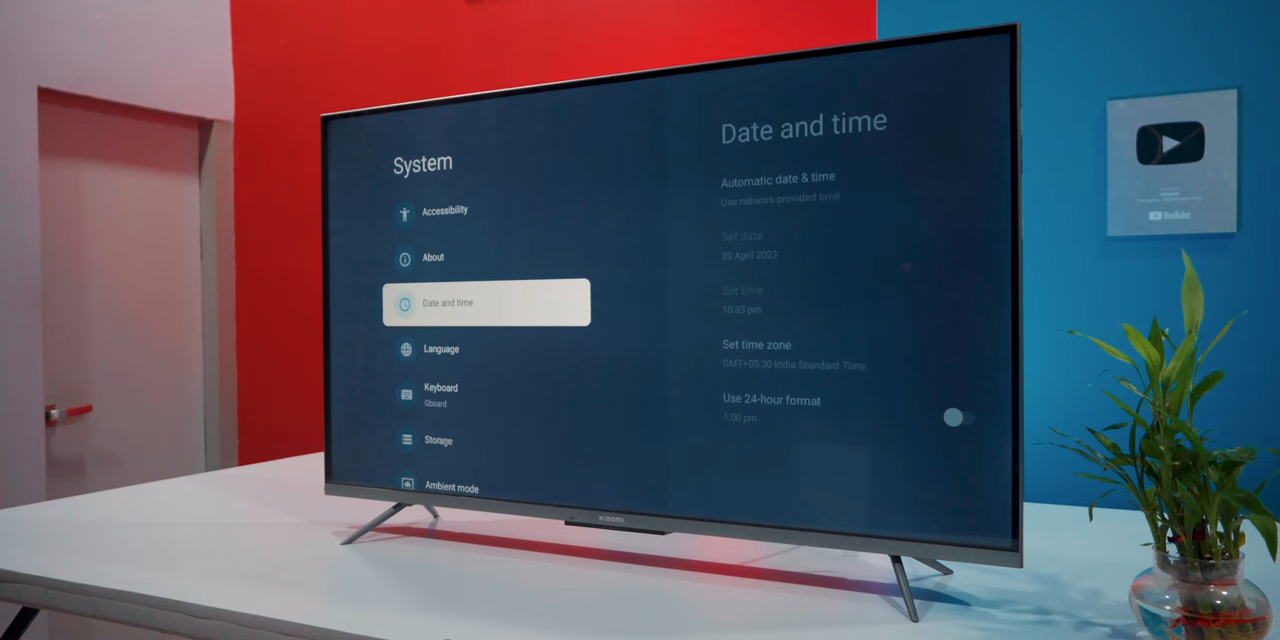 System
Accessibility
About
Date and time
Language
Keyboard
Gboard
Storage
Ambient mode
Date and time
Automatic date & time
Use network-provided time
Set date
20 April 2023
Set time
10:33 pm
Set time zone
GMT+05:30 India Standard Time
Use 24-hour format
1:00 pm
xiaomi
YouTube